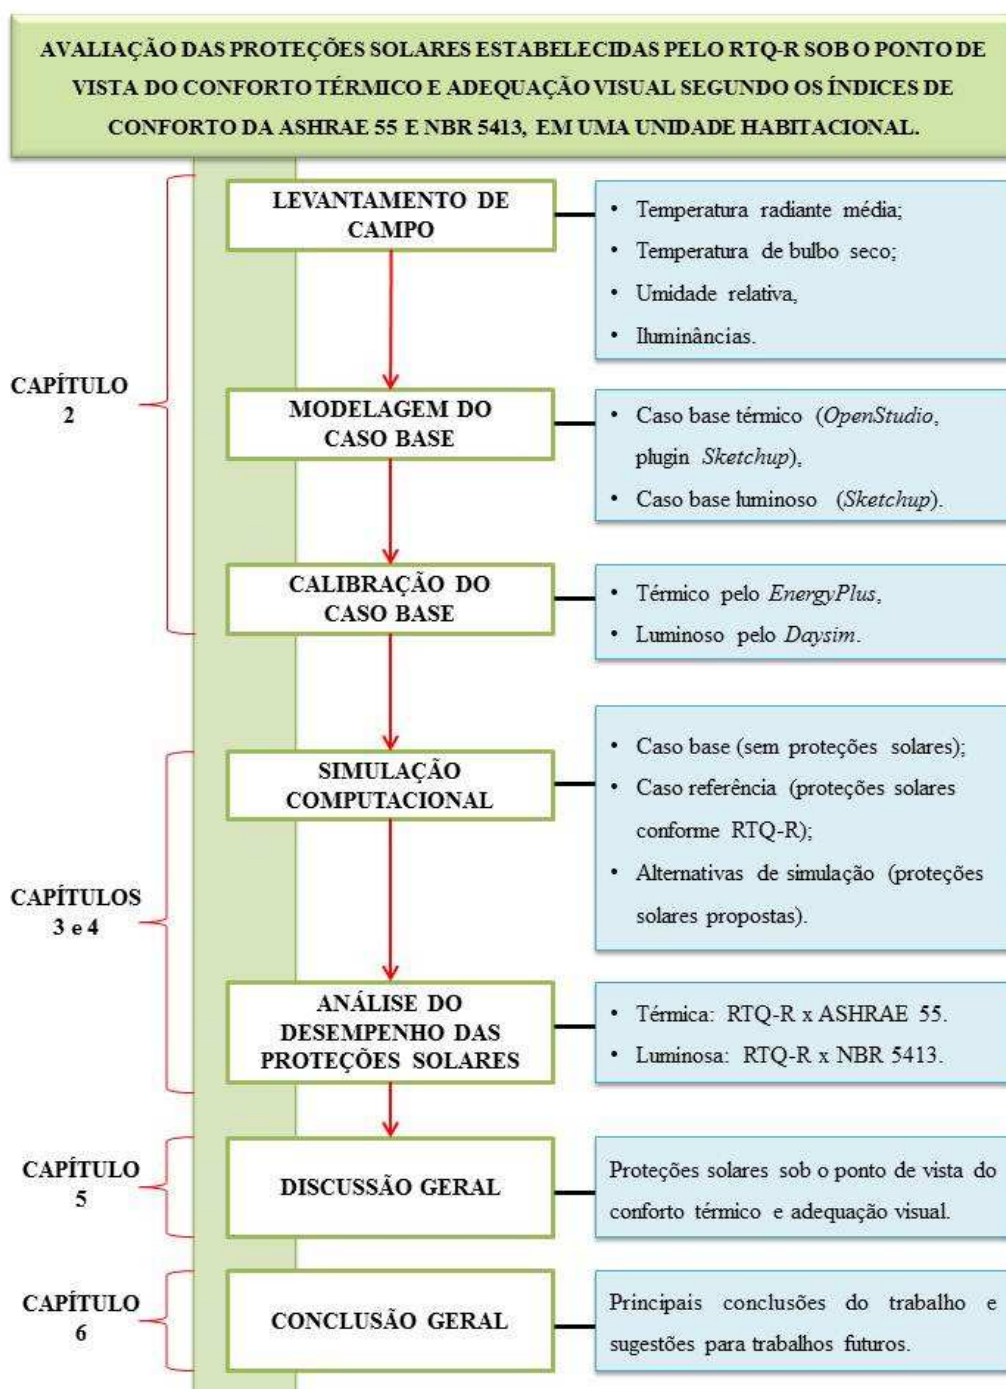 AVALIAÇÃO DAS PROTEÇÕES SOLARES ESTABELECIDAS PELO RTQ-R SOB O PONTO DE
VISTA DO CONFORTO TÉRMICO E ADEQUAÇÃO VISUAL SEGUNDO OS ÍNDICES DE
CONFORTO DA ASHRAE 55 E NBR 5413, EM UMA UNIDADE HABITACIONAL.
CAPÍTULO
2
LEVANTAMENTO DE
CAMPO
• Temperatura radiante média;
• Temperatura de bulbo seco;
• Umidade relativa,
• Iluminâncias.
MODELAGEM DO
CASO BASE
• Caso base térmico (OpenStudio,
plugin Sketchup),
• Caso base luminoso (Sketchup).
CALIBRAÇÃO DO
CASO BASE
• Térmico pelo EnergyPlus,
• Luminoso pelo Daysim.
CAPÍTULOS
3 e 4
SIMULAÇÃO
COMPUTACIONAL
• Caso base (sem proteções solares);
• Caso referência (proteções solares
conforme RTQ-R);
• Alternativas de simulação (proteções
solares propostas).
ANÁLISE DO
DESEMPENHO DAS
PROTEÇÕES SOLARES
• Térmica: RTQ-R x ASHRAE 55.
• Luminosa: RTQ-R x NBR 5413.
CAPÍTULO
5
DISCUSSÃO GERAL
Proteções solares sob o ponto de vista do
conforto térmico e adequação visual.
CAPÍTULO
6
CONCLUSÃO GERAL
Principais conclusões do trabalho e
sugestões para trabalhos futuros.